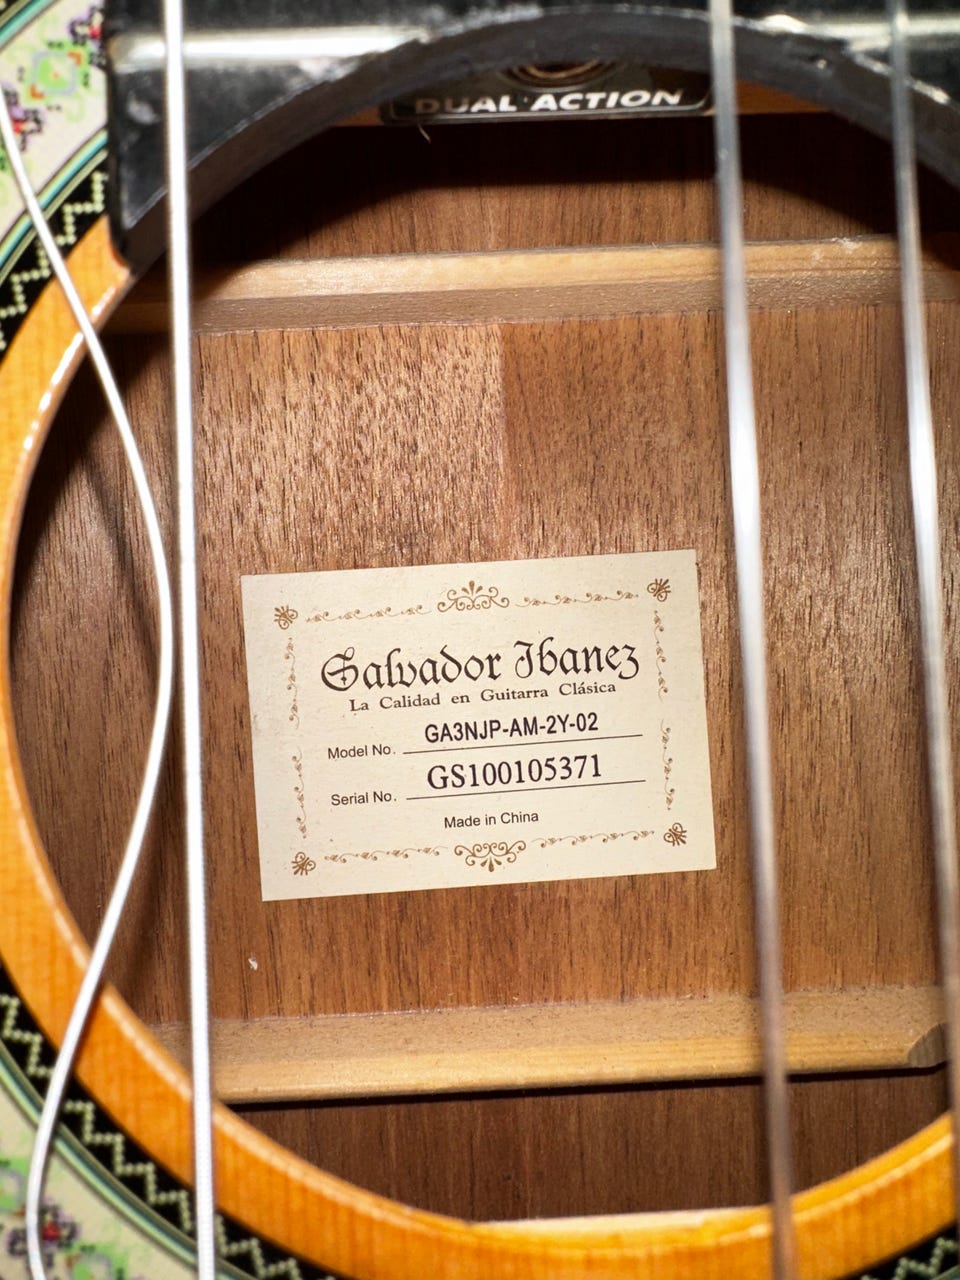 DUAL ACTION
Salvador Ibanez
La Calidad en Guitarra Clásica
Model No. GA3NJP-AM-2Y-02
Serial No. GS100105371
Made in China